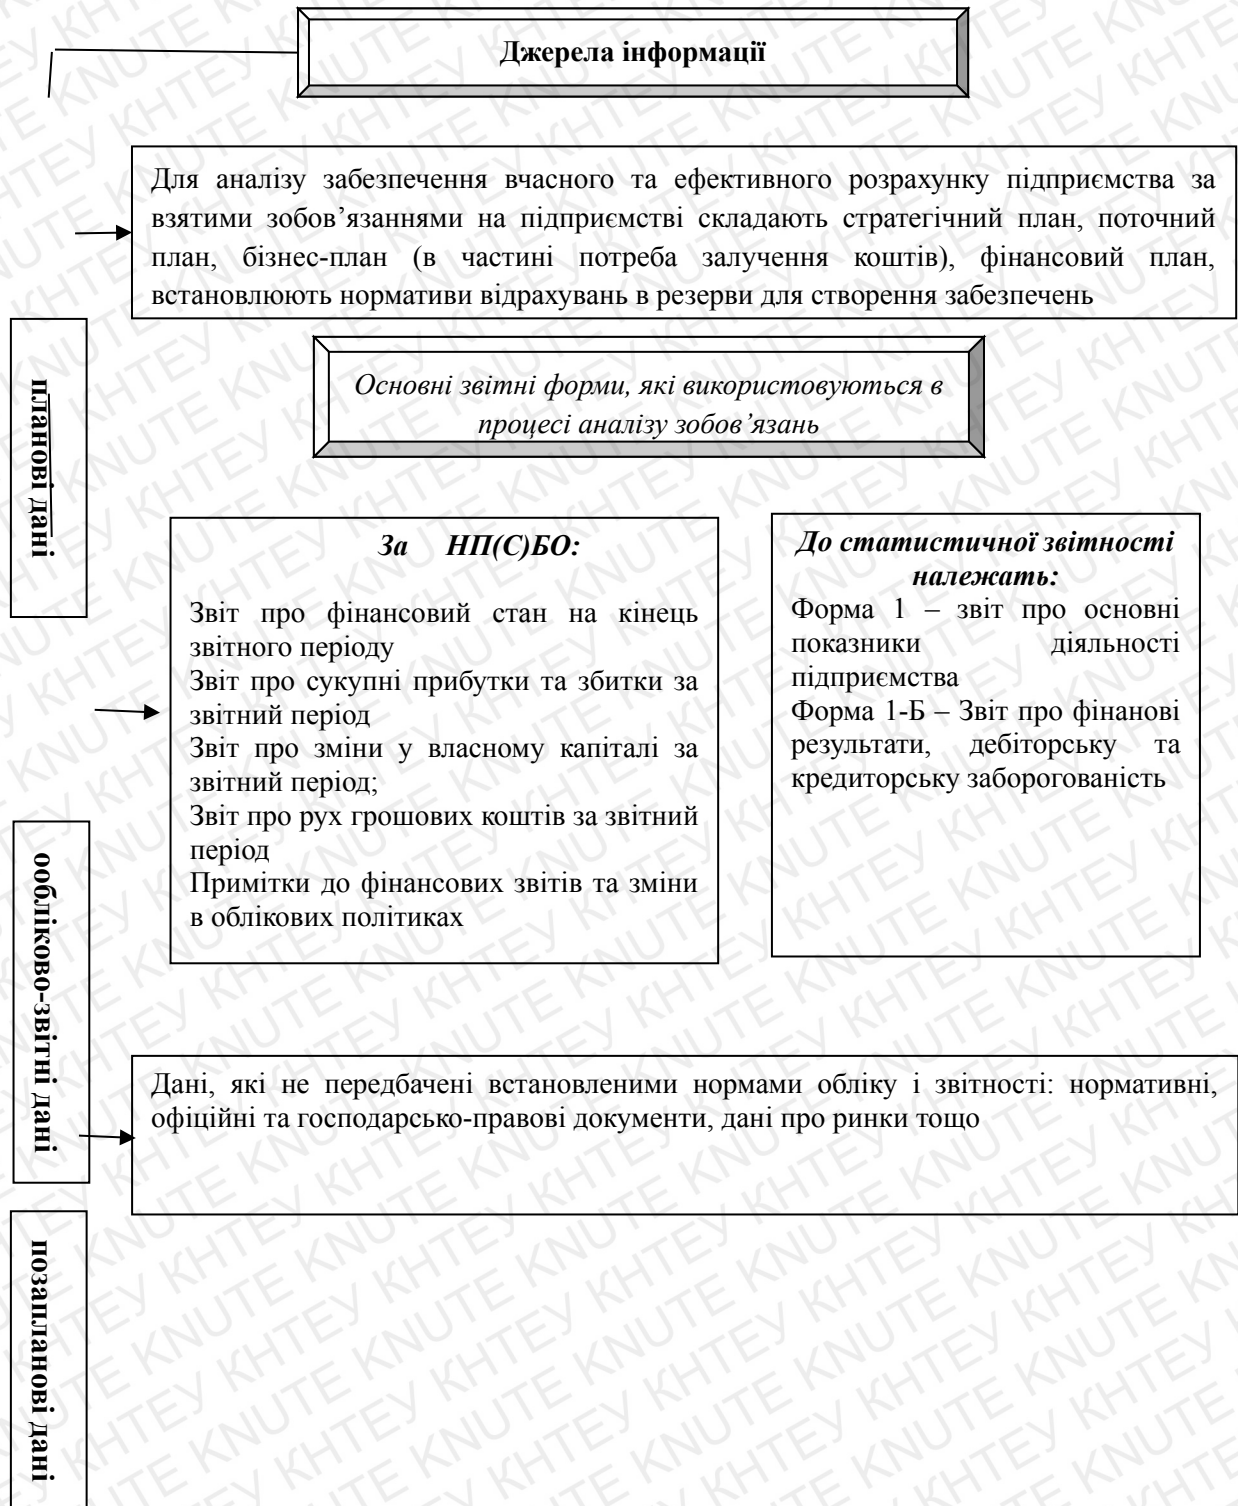 Джерела інформації
Для аналізу забезпечення вчасного та ефективного розрахунку підприємства за
взятими зобов’язаннями на підприємстві складають стратегічний план, поточний
план, бізнес-план (в частині потреба залучення коштів), фінансовий план,
встановлюють нормативи відрахувань в резерви для створення забезпечень
планові дані
Основні звітні форми, які використовуються в
процесі аналізу зобов’язань
За НП(С)БО:
Звіт про фінансовий стан на кінець
звітного періоду
Звіт про сукупні прибутки та збитки за
звітний період
Звіт про зміни у власному капіталі за
звітний період;
Звіт про рух грошових коштів за звітний
період
Примітки до фінансових звітів та зміни
в облікових політиках
До статистичної звітності
належать:
Форма 1 – звіт про основні
показники діяльності
підприємства
Форма 1-Б – Звіт про фінанові
результати, дебіторську та
кредиторську заборогованість
ообліково-звітні дані
Дані, які не передбачені встановленими нормами обліку і звітності: нормативні,
офіційні та господарсько-правові документи, дані про ринки тощо
позапланові дані